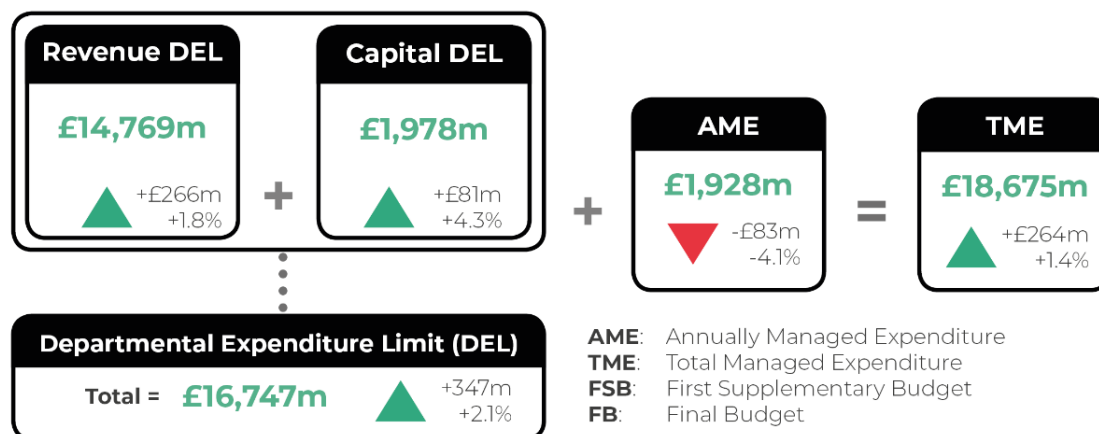 Revenue DEL
£14,769m
+£266m
+1.8%
+
Capital DEL
£1,978m
+£81m
+4.3%
+
AME
£1,928m
-£83m
-4.1%
=
TME
£18,675m
+£264m
+1.4%
Departmental Expenditure Limit (DEL)
Total = £16,747m
+347m
+2.1%
AME: Annually Managed Expenditure
TME: Total Managed Expenditure
FSB: First Supplementary Budget
FB: Final Budget